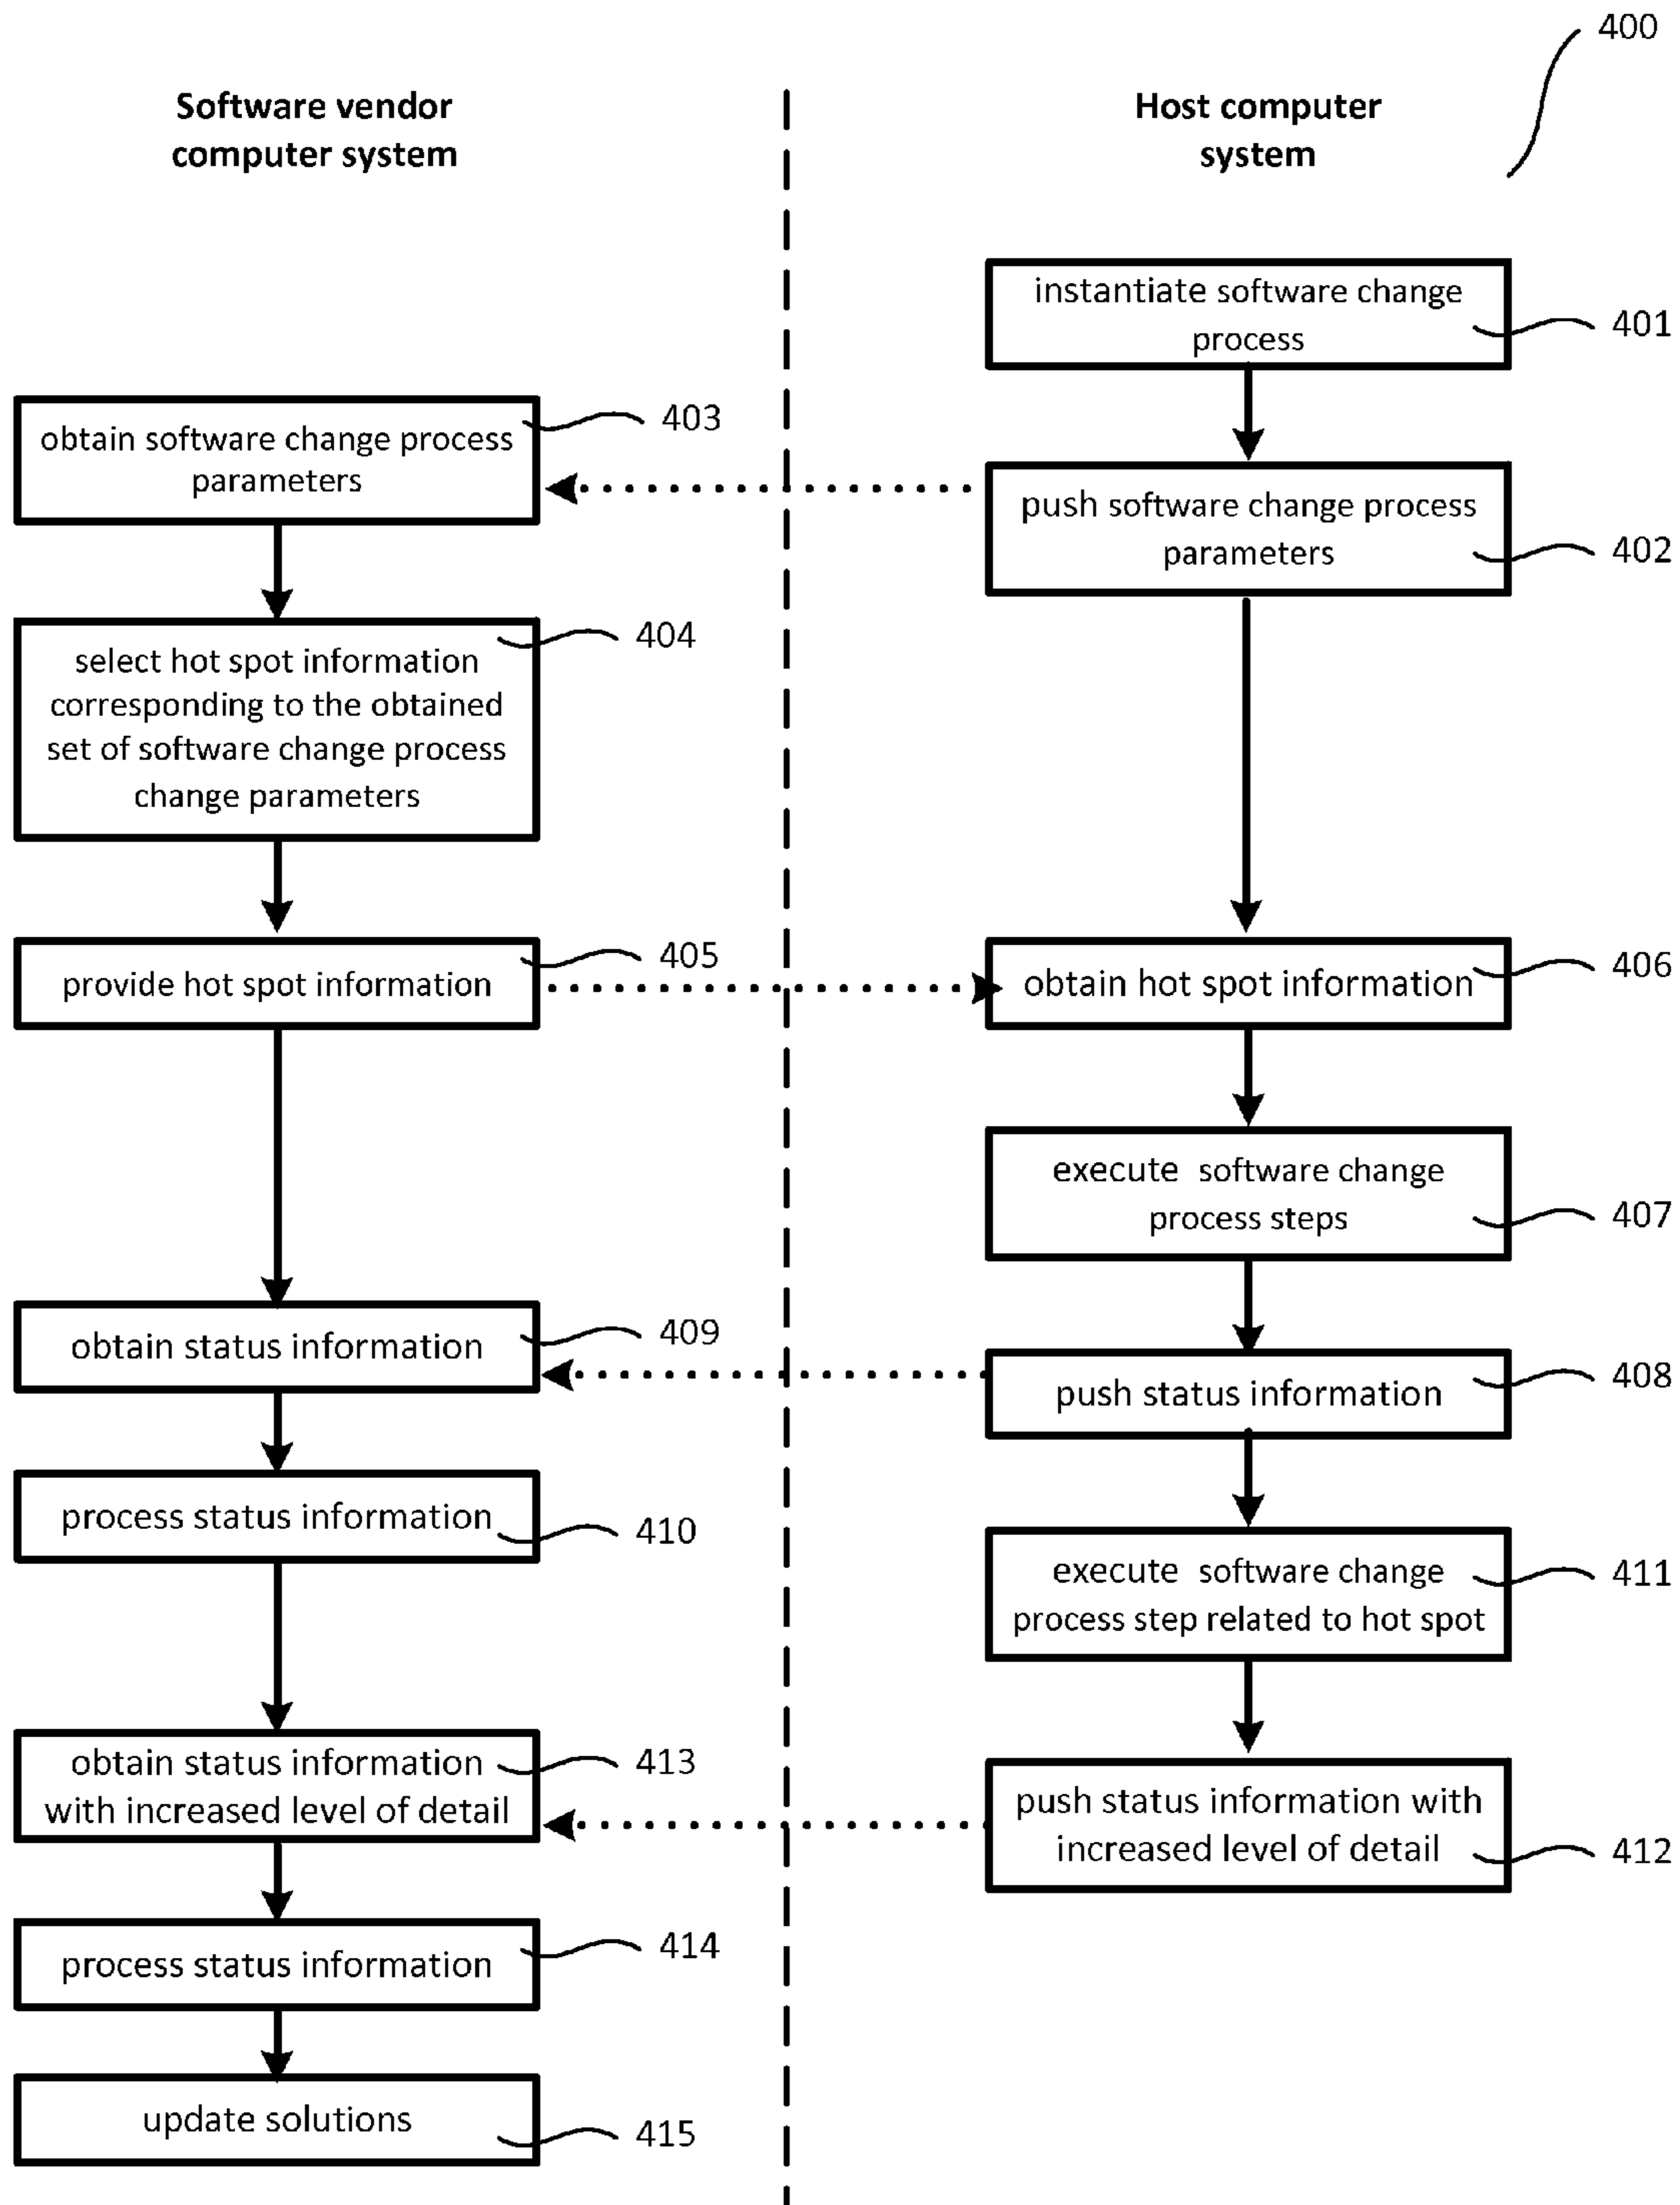 400
Software vendor
computer system
Host computer
system
instantiate software change
process
401
obtain software change process
parameters
403
push software change process
parameters
402
select hot spot information
corresponding to the obtained
set of software change process
change parameters
404
provide hot spot information
405
obtain hot spot information
406
execute software change
process steps
407
obtain status information
409
push status information
408
process status information
410
execute software change
process step related to hot spot
411
obtain status information
with increased level of detail
413
push status information with
increased level of detail
412
process status information
414
update solutions
415